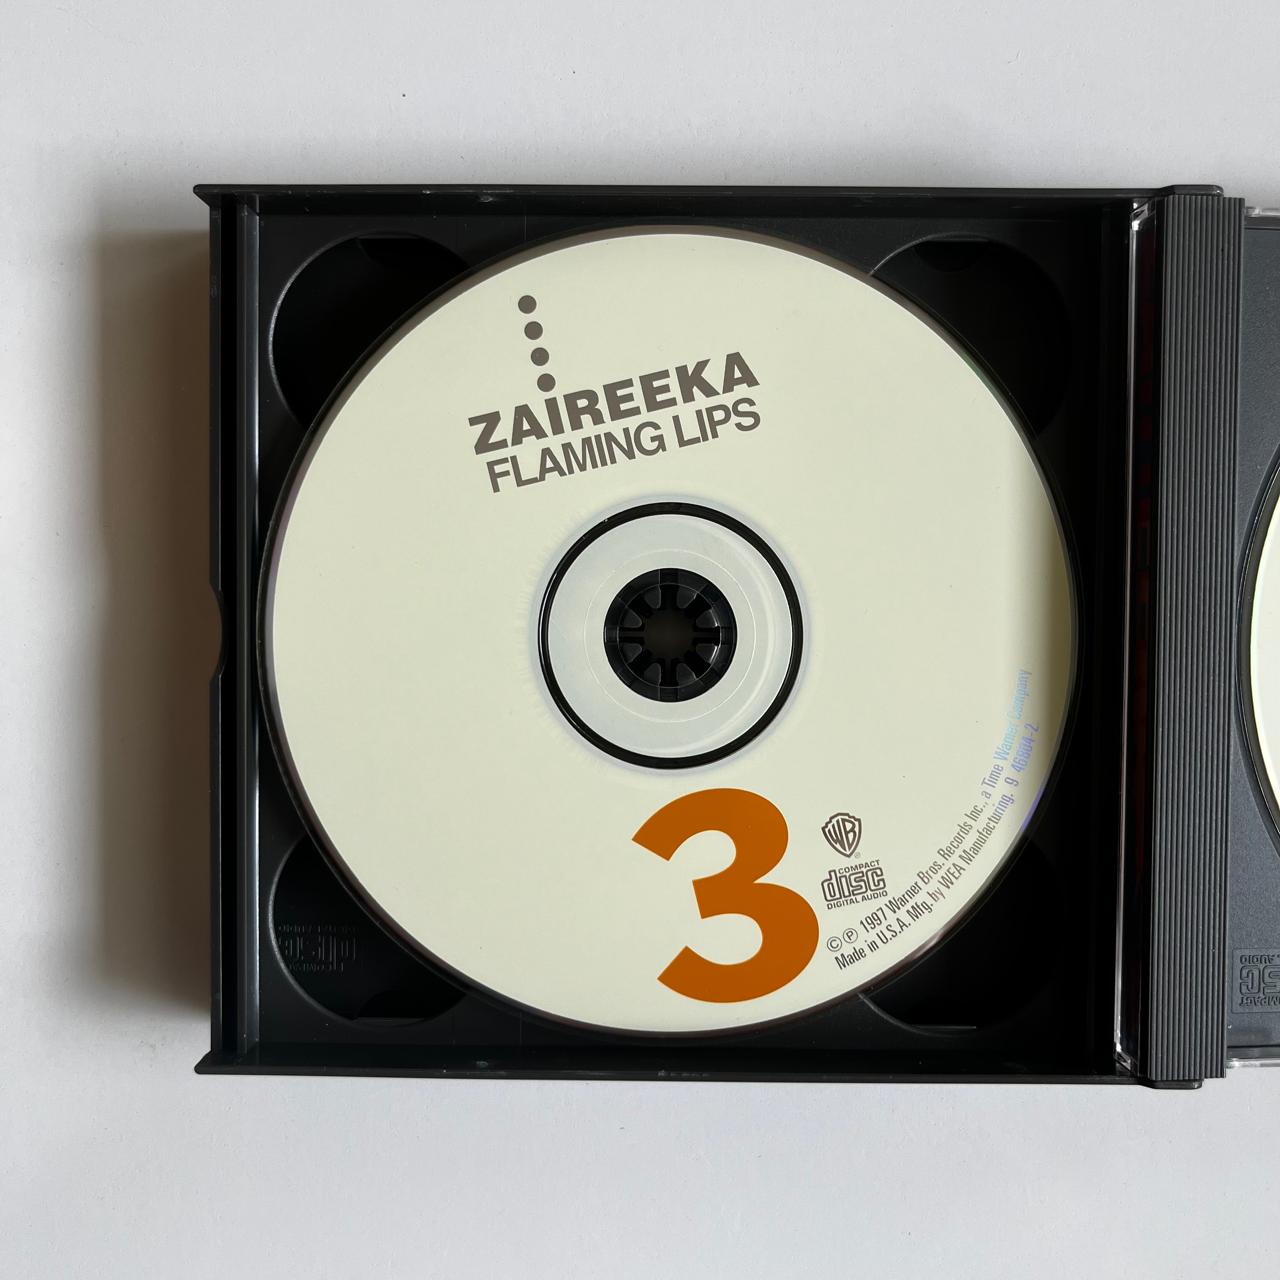 ZAIREEKA
FLAMING LIPS
3
WB
®
COMPACT
disc
DIGITAL AUDIO
© ℗ 1997 Warner Bros. Records Inc., a Time Warner Company
Made in U.S.A. Mfg. by WEA Manufacturing. 9 46804-2